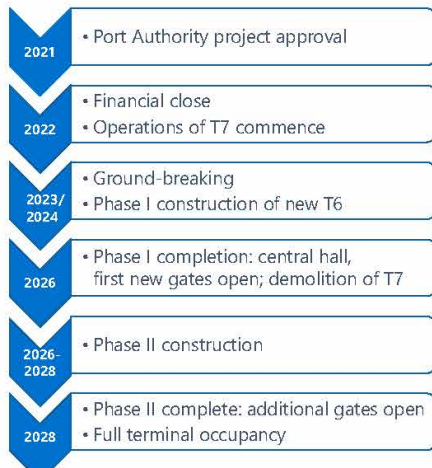 2021
• Port Authority project approval
2022
• Financial close
• Operations of T7 commence
2023/
2024
• Ground-breaking
• Phase I construction of new T6
2026
• Phase I completion: central hall,
first new gates open; demolition of T7
2026-
2028
• Phase II construction
2028
• Phase II complete: additional gates open
• Full terminal occupancy